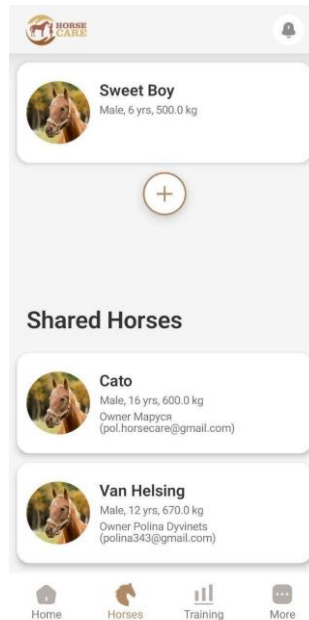 HORSE
CARE
Sweet Boy
Male, 6 yrs, 500.0 kg
Shared Horses
Cato
Male, 16 yrs, 600.0 kg
Owner Маруся
(pol.horsecare@gmail.com)
Van Helsing
Male, 12 yrs, 670.0 kg
Owner Polina Dyvinets
(polina343@gmail.com)
Home
Horses
Training
More